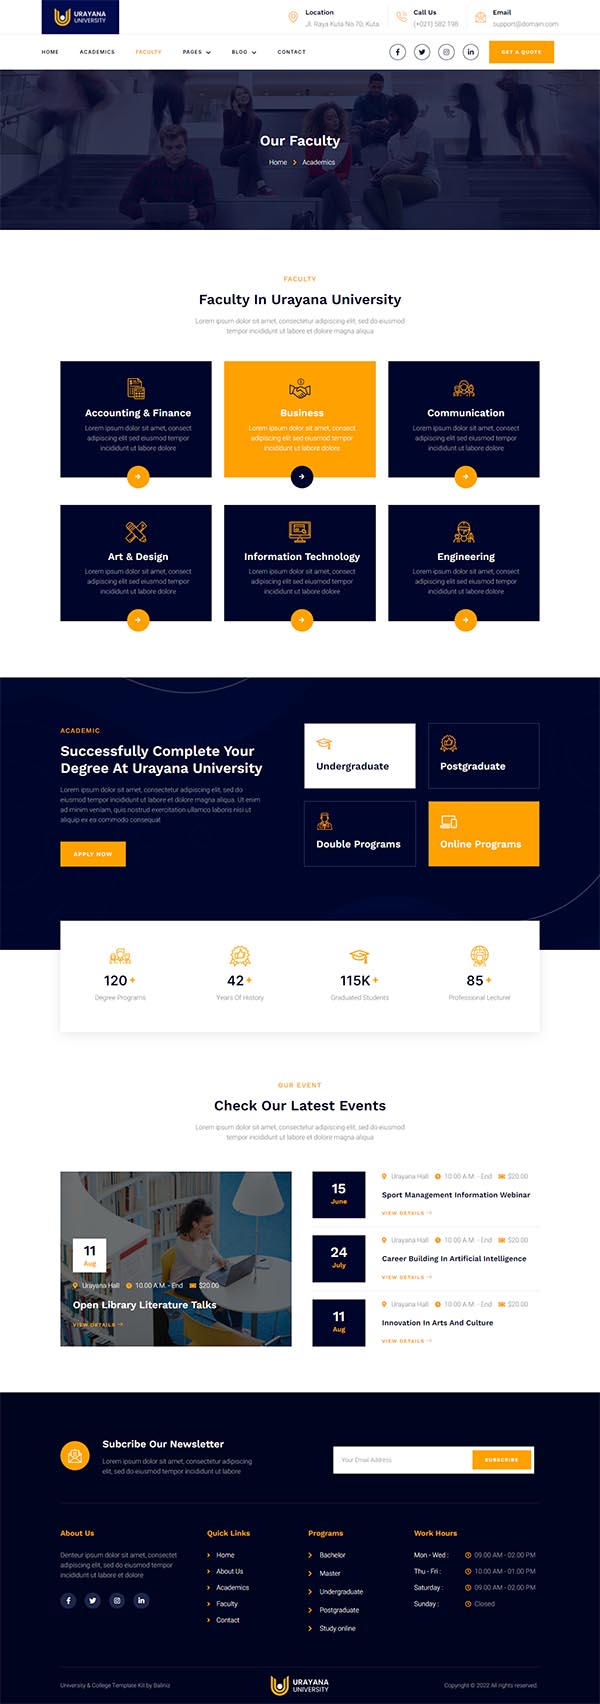 URAYANA
UNIVERSITY
Location
Jl. Raya Kuta No.70, Kuta
Call Us
(+021) 582 198
Email
support@domain.com
HOME
ACADEMICS
FACULTY
PAGES
BLOG
CONTACT
GET A QUOTE
Our Faculty
Home
Academics
FACULTY
Faculty In Urayana University
Lorem ipsum dolor sit amet, consectetur adipiscing elit, sed do eiusmod
tempor incididunt ut labore et dolore magna aliqua
Accounting & Finance
Lorem ipsum dolor sit amet, consect
adipiscing elit sed eiusmod tempor
incididunt ut labore dolore
Business
Lorem ipsum dolor sit amet, consect
adipiscing elit sed eiusmod tempor
incididunt ut labore dolore
Communication
Lorem ipsum dolor sit amet, consect
adipiscing elit sed eiusmod tempor
incididunt ut labore dolore
Art & Design
Lorem ipsum dolor sit amet, consect
adipiscing elit sed eiusmod tempor
incididunt ut labore dolore
Information Technology
Lorem ipsum dolor sit amet, consect
adipiscing elit sed eiusmod tempor
incididunt ut labore dolore
Engineering
Lorem ipsum dolor sit amet, consect
adipiscing elit sed eiusmod tempor
incididunt ut labore dolore
ACADEMIC
Successfully Complete Your
Degree At Urayana University
Lorem ipsum dolor sit amet, consectetur adipiscing elit, sed do
eiusmod tempor incididunt ut labore et dolore magna aliqua. Ut enim
ad minim veniam, quis nostrud exercitation ullamco laboris nisi ut
aliquip ex ea commodo consequat
APPLY NOW
Undergraduate
Postgraduate
Double Programs
Online Programs
120 +
Degree Programs
42 +
Years Of History
115K +
Graduated Students
85 +
Professional Lecturer
OUR EVENT
Check Our Latest Events
Lorem ipsum dolor sit amet, consectetur adipiscing elit, sed do eiusmod
tempor incididunt ut labore et dolore magna aliqua
11
Aug
Urayana Hall 10.00 A.M. - End $20.00
Open Library Literature Talks
VIEW DETAILS
15
June
Urayana Hall 10.00 A.M. - End $20.00
Sport Management Information Webinar
VIEW DETAILS
24
July
Urayana Hall 10.00 A.M. - End $20.00
Career Building In Artificial Intelligence
VIEW DETAILS
11
Aug
Urayana Hall 10.00 A.M. - End $20.00
Innovation In Arts And Culture
VIEW DETAILS
Subcribe Our Newsletter
Lorem ipsum dolor sit amet, consectetur adipiscing
elit, sed do eiusmod tempor incididunt ut labore
Your Email Address
SUBSCRIBE
About Us
Denteur ipsum dolor sit amet, consectet
adipiscing elit, sed do eiusmod tempor
incididunt ut labore et dolore
Quick Links
Home
About Us
Academics
Faculty
Contact
Programs
Bachelor
Master
Undergraduate
Postgraduate
Study online
Work Hours
Mon - Wed : 09.00 AM - 02.00 PM
Thu - Fri : 10.00 AM - 01.00 PM
Saturday : 09.00 AM - 02.00 PM
Sunday : Closed
University & College Template Kit by Baliniz
URAYANA
UNIVERSITY
Copyright © 2022 All rights reserved.